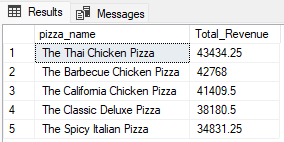 Results Messages
pizza_name Total_Revenue
1 The Thai Chicken Pizza 43434.25
2 The Barbecue Chicken Pizza 42768
3 The California Chicken Pizza 41409.5
4 The Classic Deluxe Pizza 38180.5
5 The Spicy Italian Pizza 34831.25